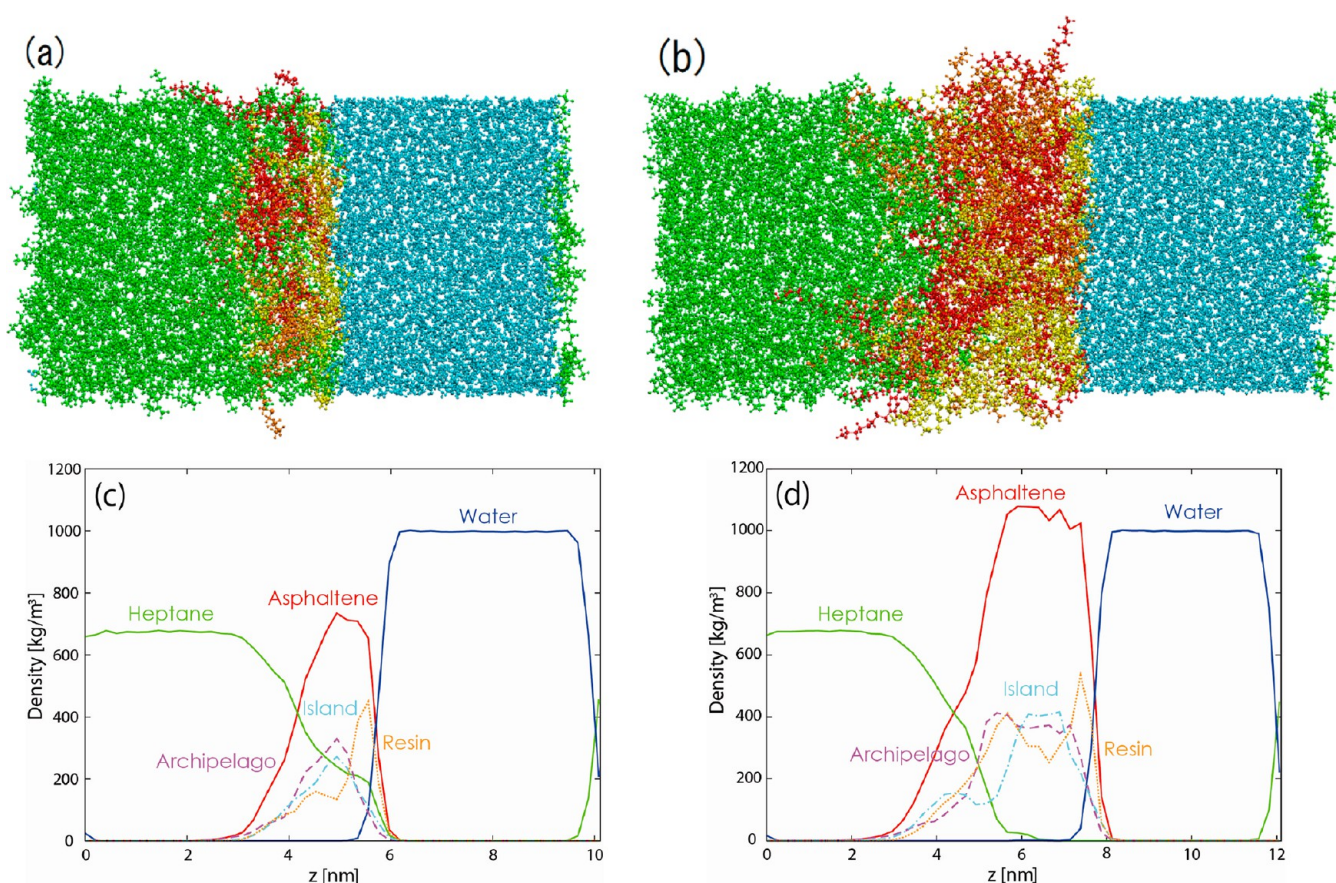 (a)
(b)
1200
1000
800
600
400
200
0
Density [kg/m³]
(c)
Heptane
Asphaltene
Water
Island
Archipelago
Resin
0
2
4
6
8
10
z [nm]
1200
1000
800
600
400
200
0
Density [kg/m³]
(d)
Asphaltene
Water
Heptane
Island
Archipelago
Resin
0
2
4
6
8
10
12
z [nm]